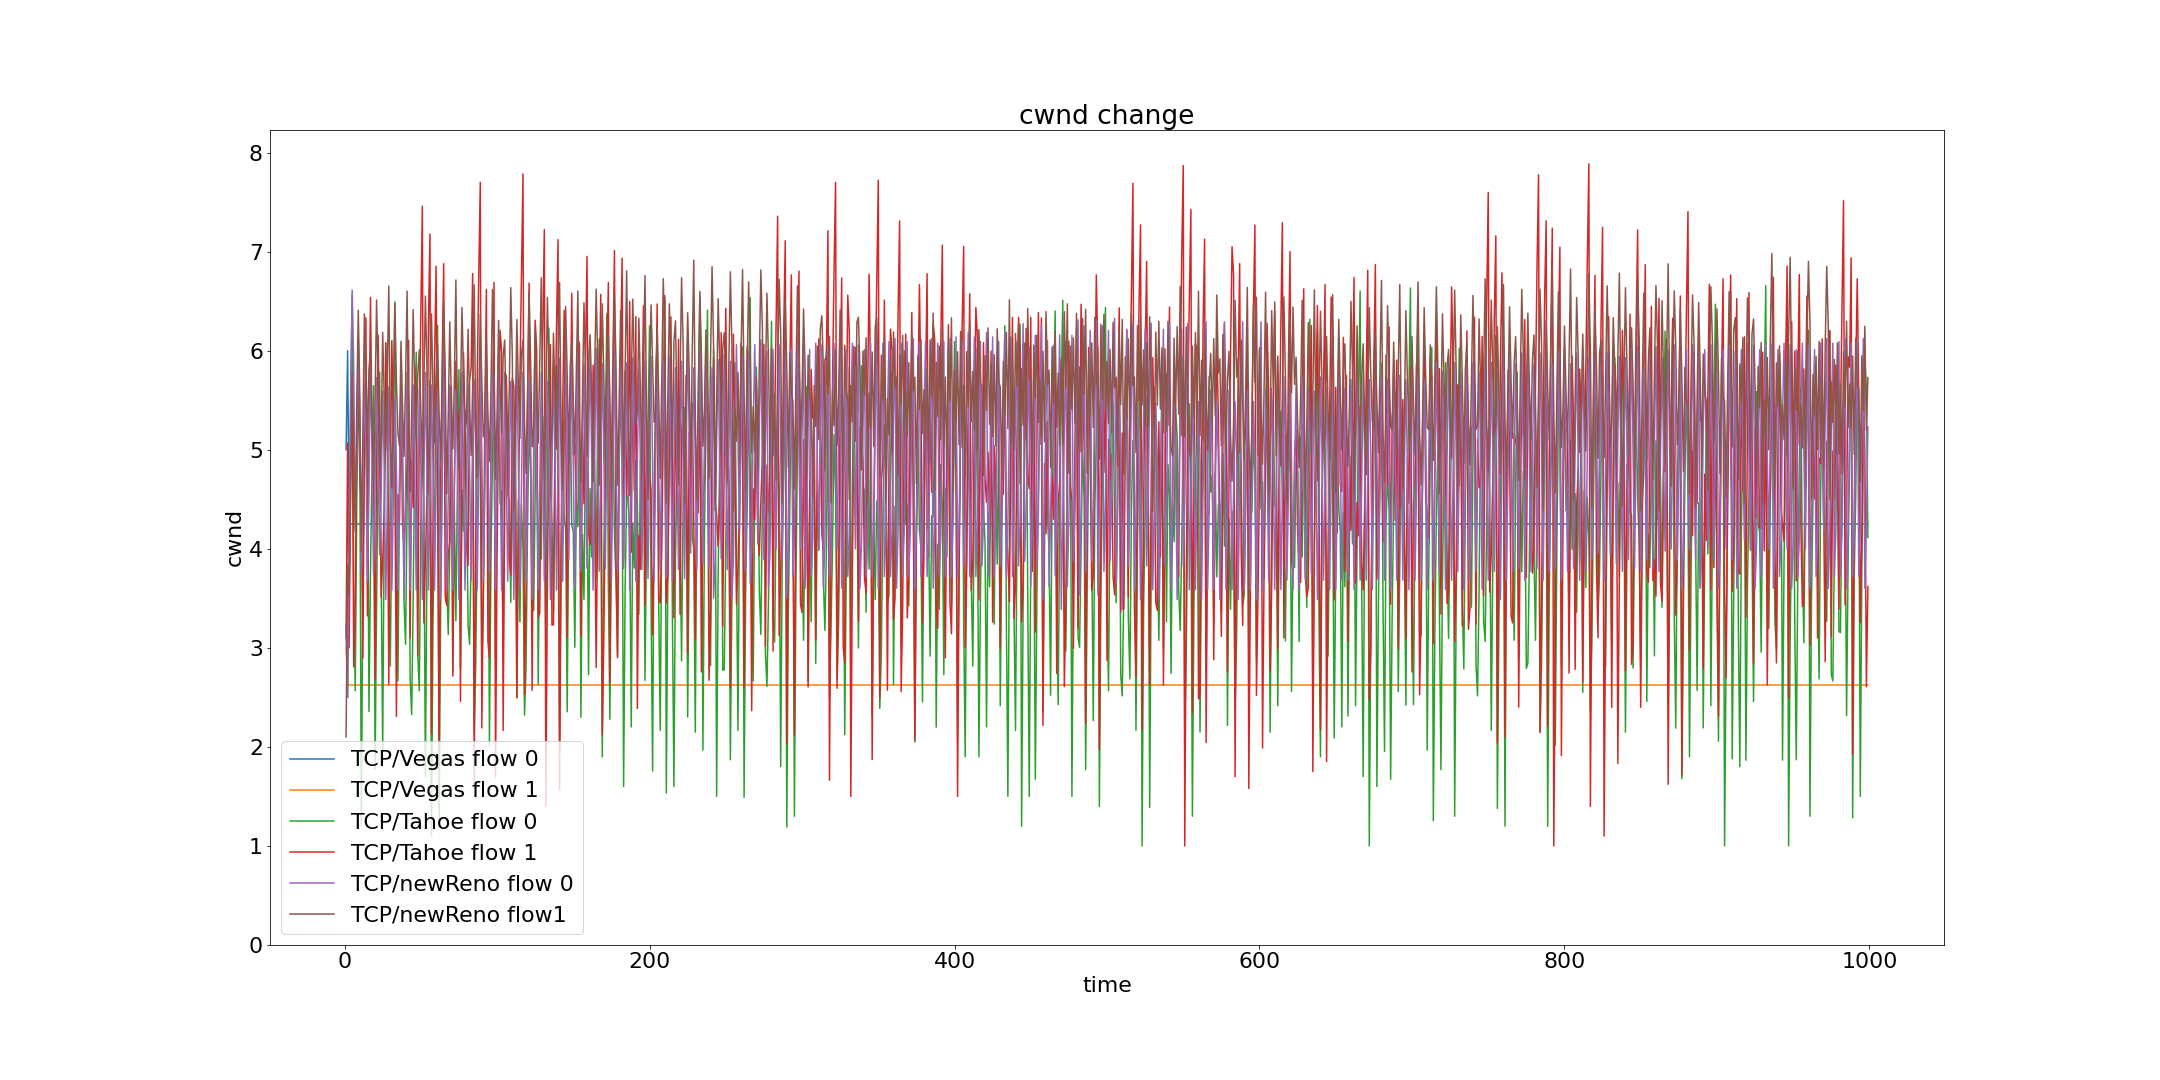 cwnd change
8
7
6
5
4
3
2
1
0
cwnd
TCP/Vegas flow 0
TCP/Vegas flow 1
TCP/Tahoe flow 0
TCP/Tahoe flow 1
TCP/newReno flow 0
TCP/newReno flow1
0 200 400 600 800 1000
time